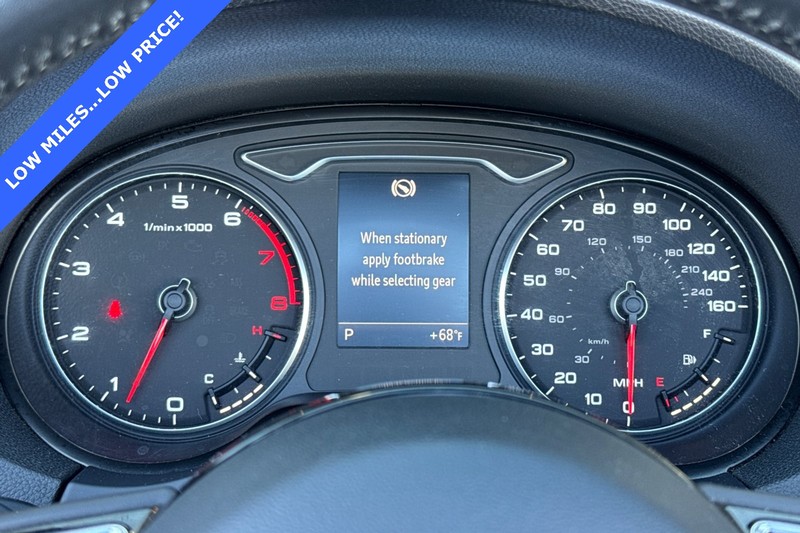 LOW MILES...LOW PRICE!
5
4
6
1/min x 1000
3
7
2
8
H
1
C
0
When stationary
apply footbrake
while selecting gear
P +68°F
80 90
70 100
60 120
120 150 160
50 90 210 140
240
40 60 160
km/h F
30 30
20 MPH E
10 0